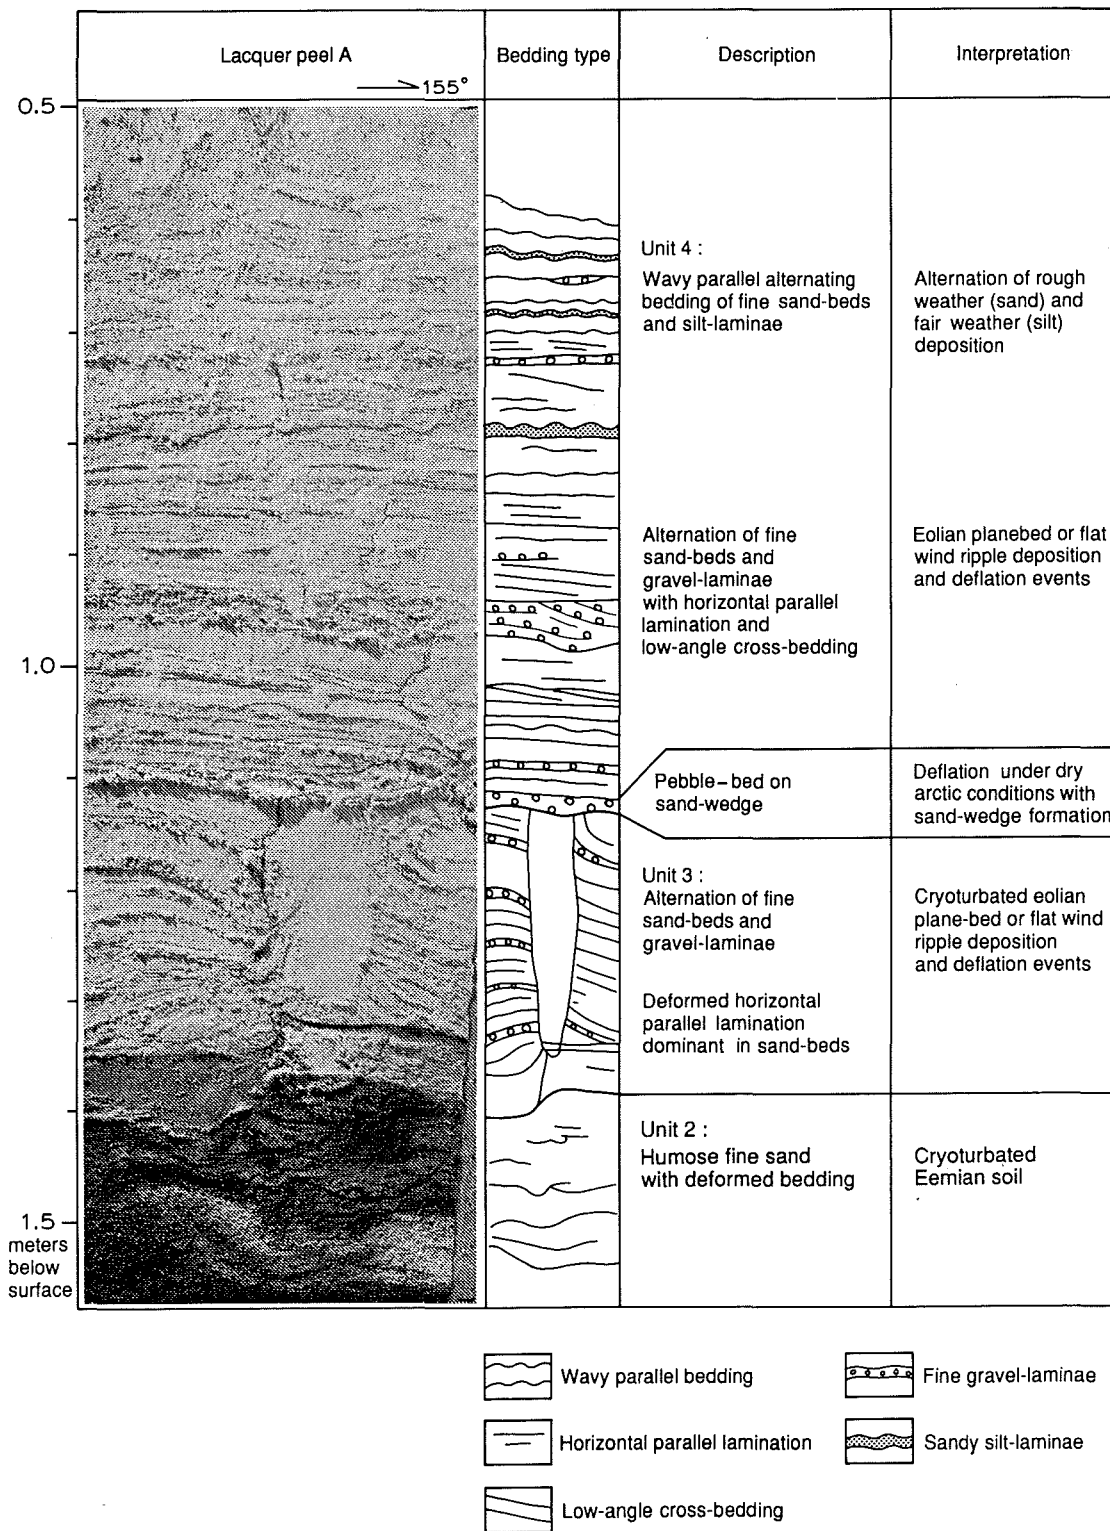 Lacquer peel A
155°
Bedding type
Description
Interpretation
0.5
Unit 4 :
Wavy parallel alternating
bedding of fine sand-beds
and silt-laminae
Alternation of rough
weather (sand) and
fair weather (silt)
deposition
Alternation of fine
sand-beds and
gravel-laminae
with horizontal parallel
lamination and
low-angle cross-bedding
Eolian planebed or flat
wind ripple deposition
and deflation events
1.0
Pebble-bed on
sand-wedge
Deflation under dry
arctic conditions with
sand-wedge formation
Unit 3 :
Alternation of fine
sand-beds and
gravel-laminae
Deformed horizontal
parallel lamination
dominant in sand-beds
Cryoturbated eolian
plane-bed or flat wind
ripple deposition
and deflation events
Unit 2 :
Humose fine sand
with deformed bedding
Cryoturbated
Eemian soil
1.5
meters
below
surface
Wavy parallel bedding
Fine gravel-laminae
Horizontal parallel lamination
Sandy silt-laminae
Low-angle cross-bedding